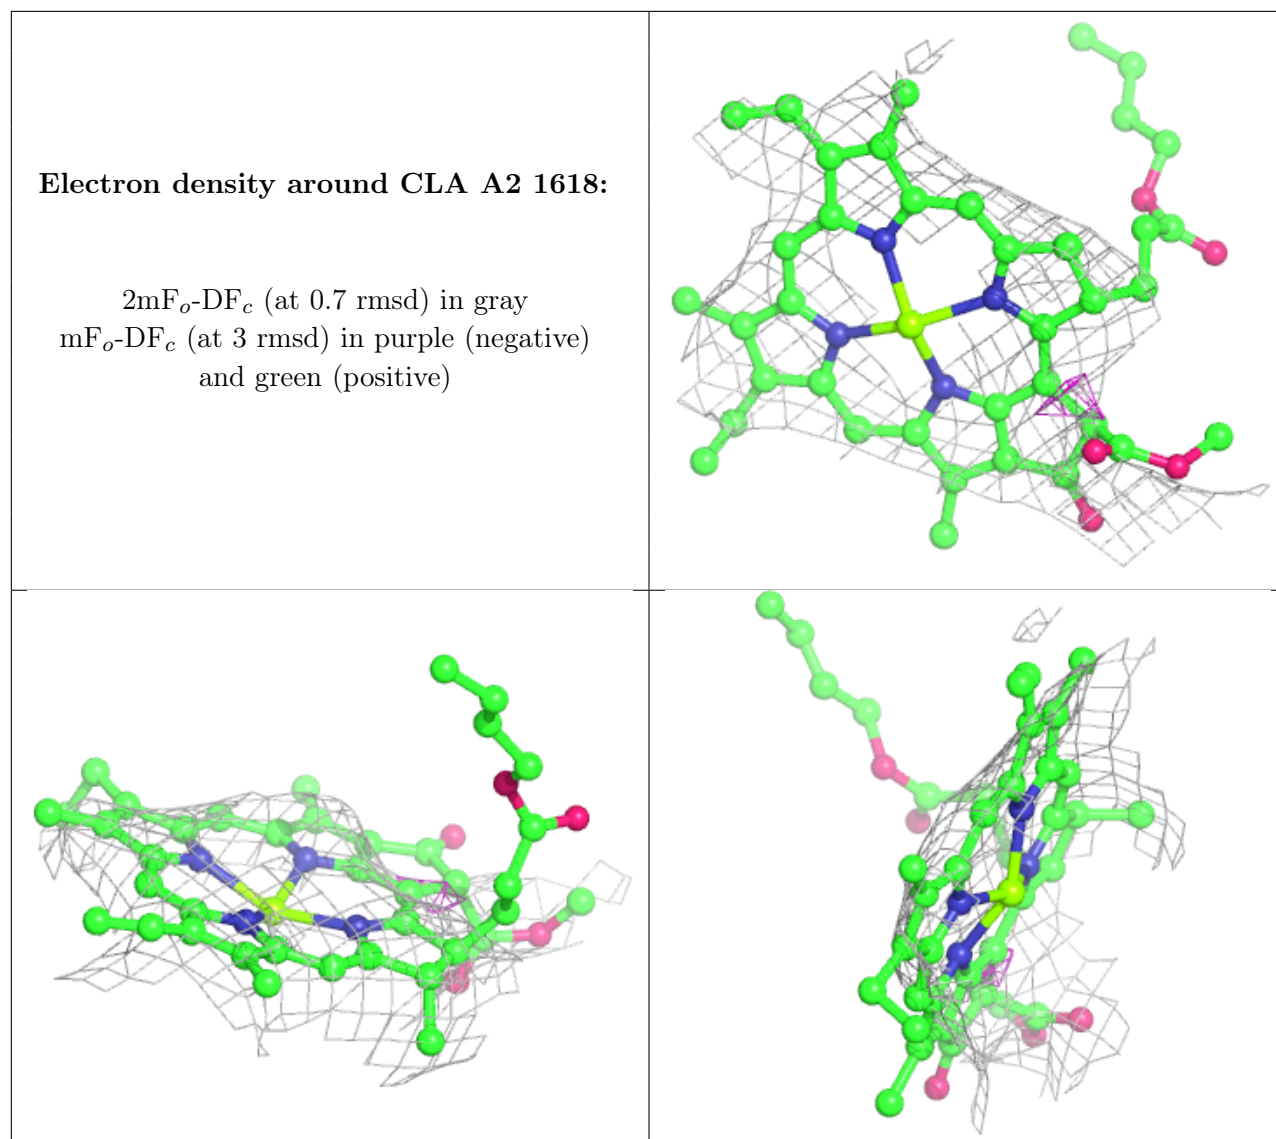 Electron density around CLA A2 1618:
2mFo-DFc (at 0.7 rmsd) in gray
mFo-DFc (at 3 rmsd) in purple (negative)
and green (positive)